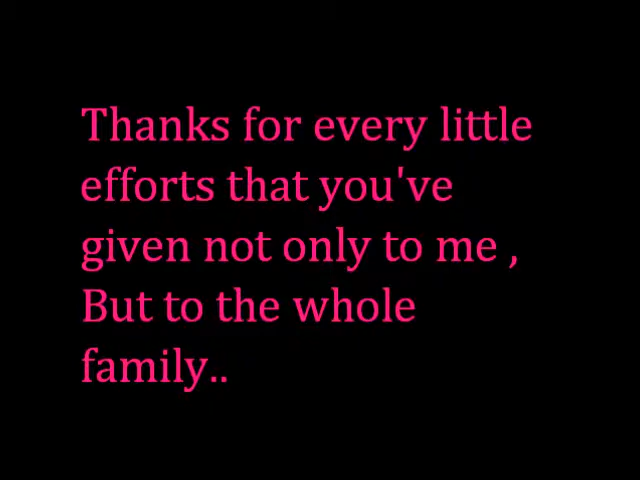 Thanks for every little
efforts that you've
given not only to me ,
But to the whole
family..